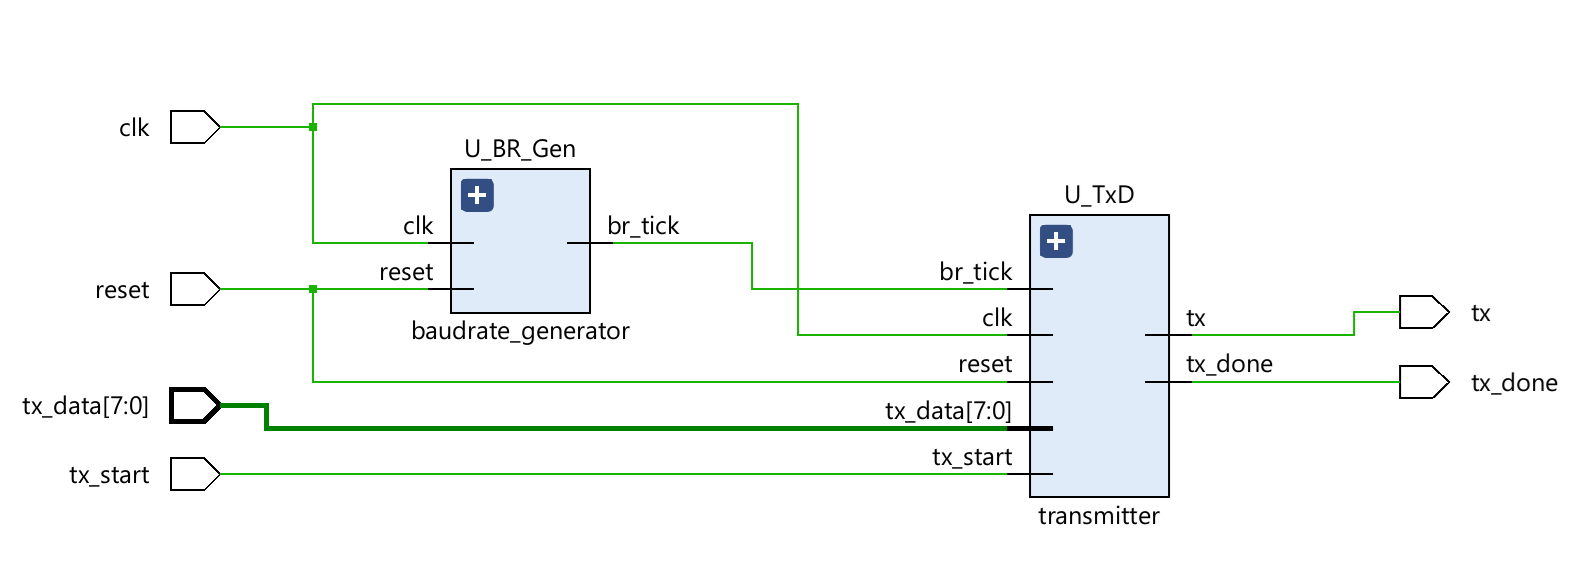 clk
U_BR_Gen
U_TxD
clk
br_tick
reset
reset
baudrate_generator
br_tick
clk
tx
tx
reset
tx_done
tx_done
tx_data[7:0]
tx_data[7:0]
tx_start
tx_start
transmitter